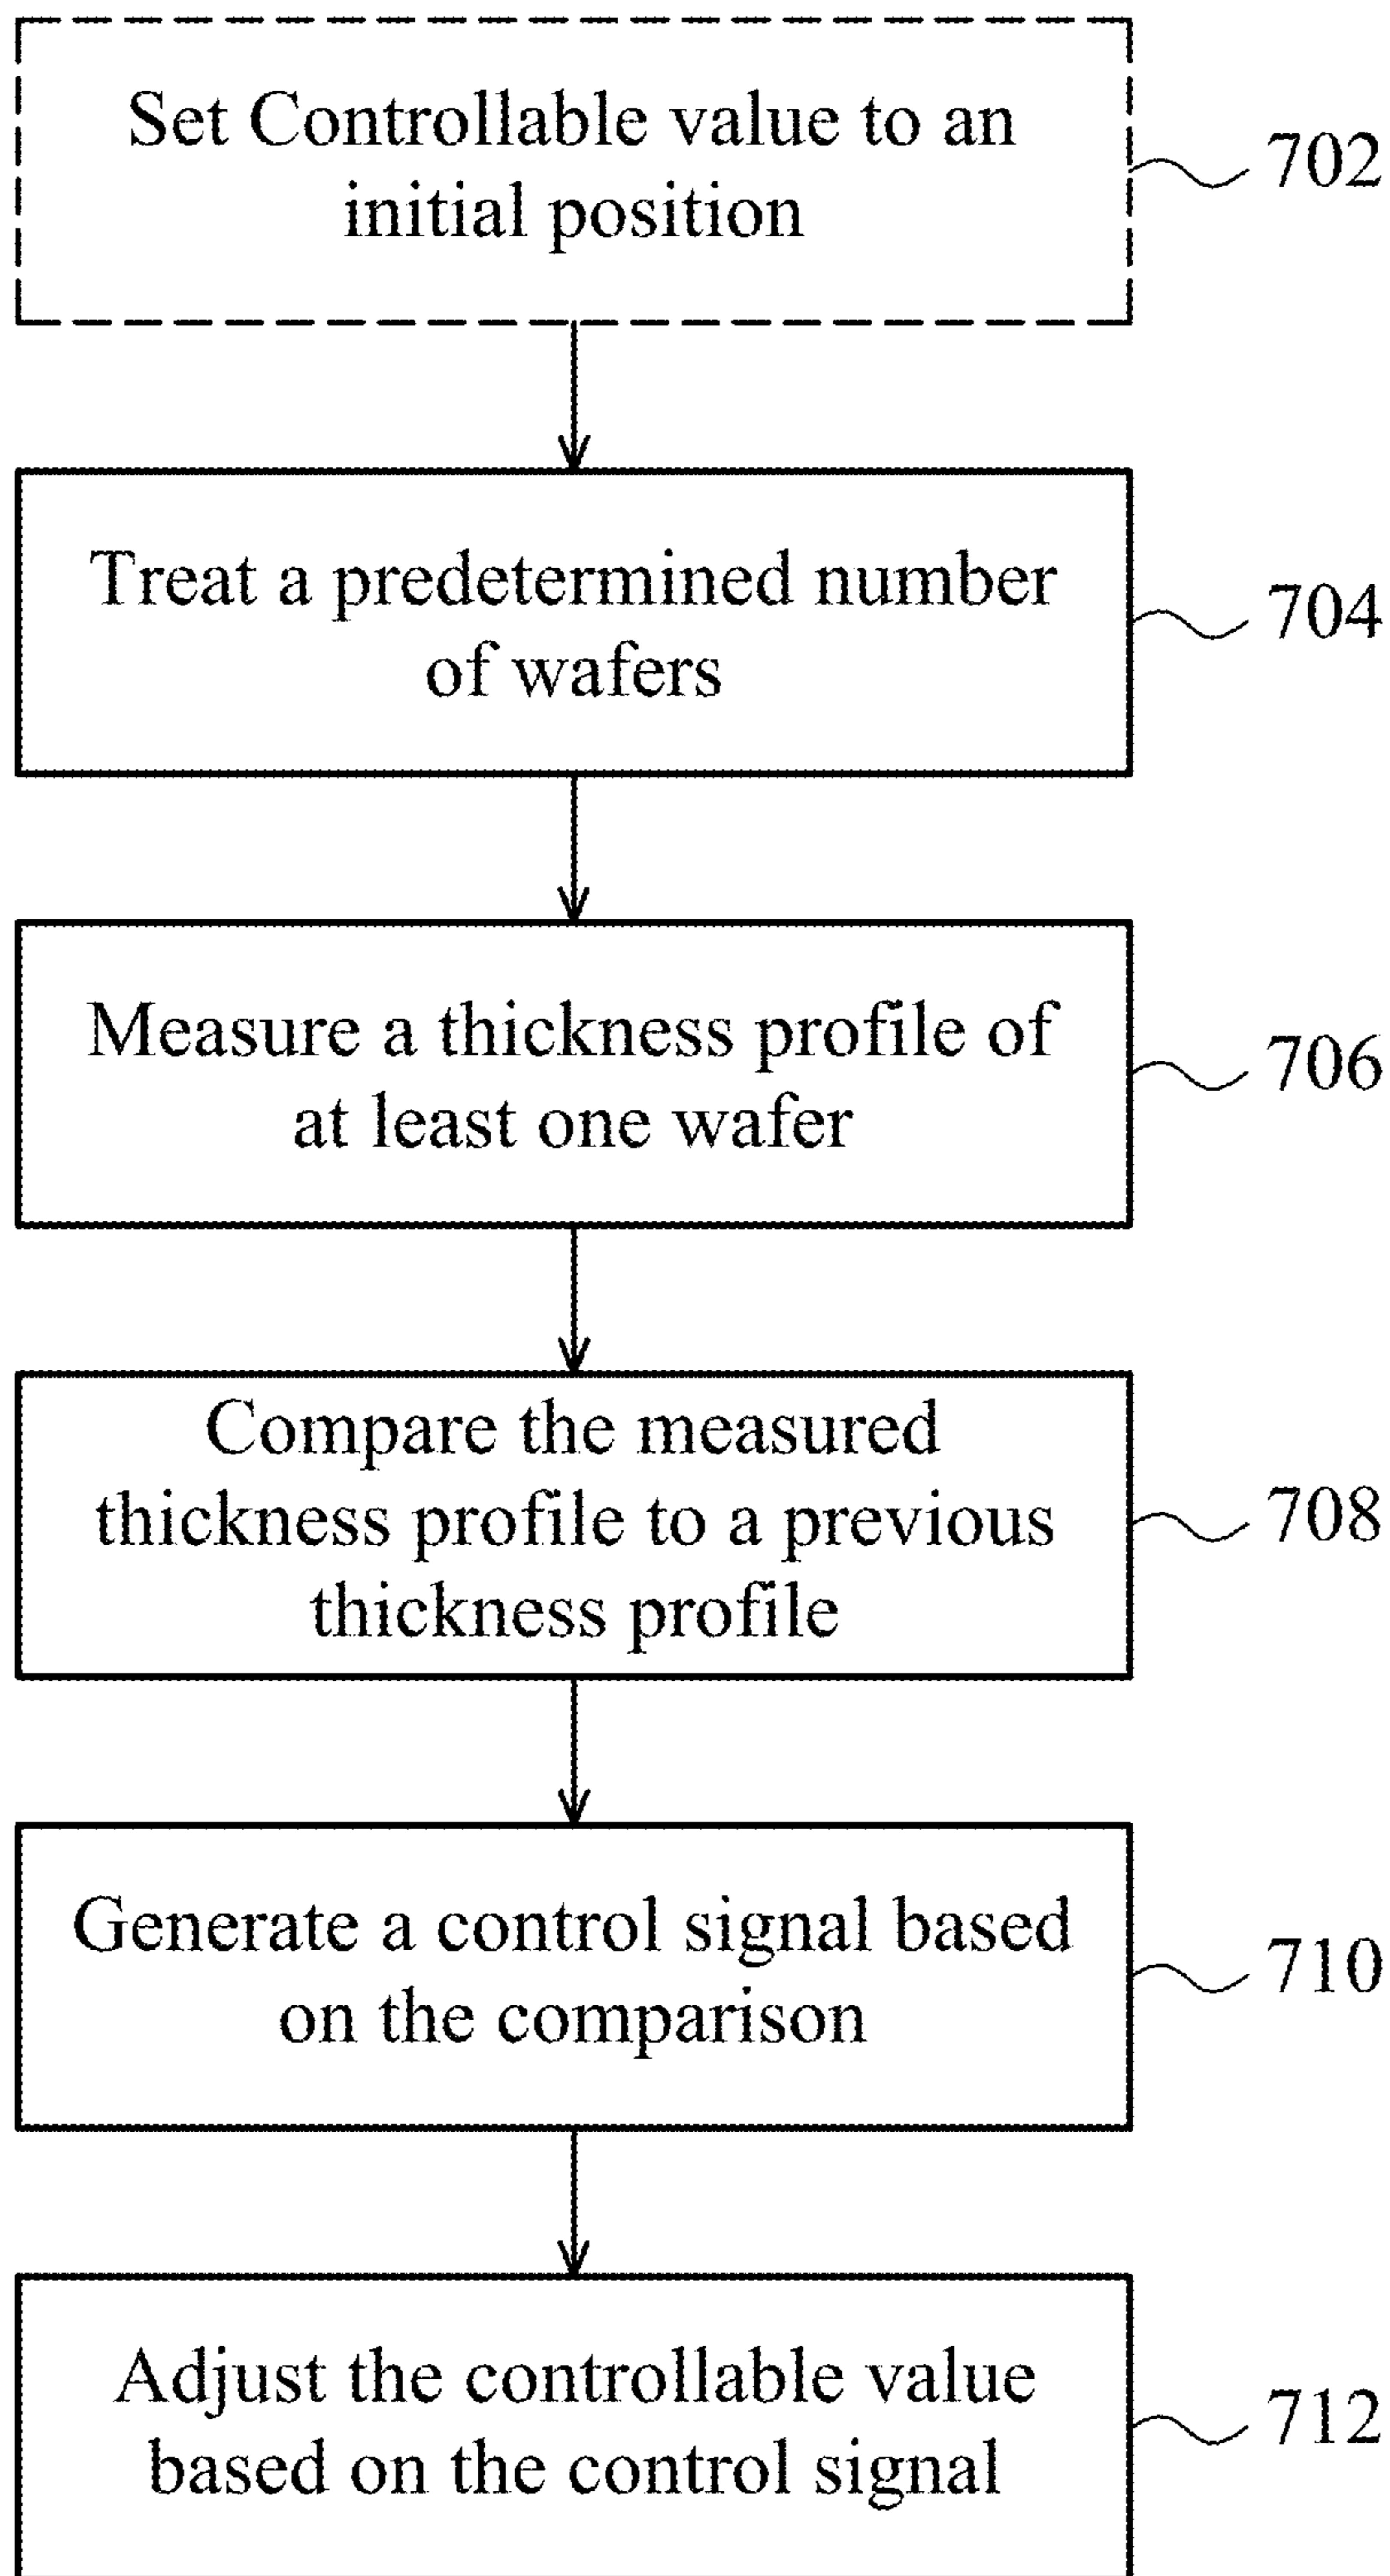 Set Controllable value to an
initial position
702
Treat a predetermined number
of wafers
704
Measure a thickness profile of
at least one wafer
706
Compare the measured
thickness profile to a previous
thickness profile
708
Generate a control signal based
on the comparison
710
Adjust the controllable value
based on the control signal
712